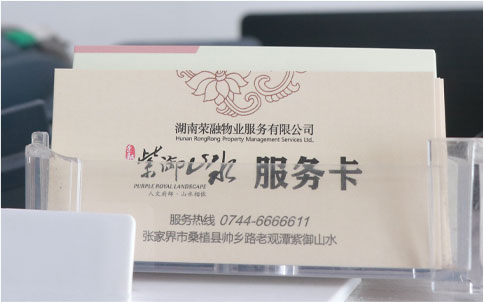 湖南荣融物业服务有限公司
Hunan RongRong Property Management Services Ltd.,
紫御山水 服务卡
PURPLE ROYAL LANDSCAPE
服务热线 0744-6666611
张家界市桑植县帅乡路老观潭紫御山水